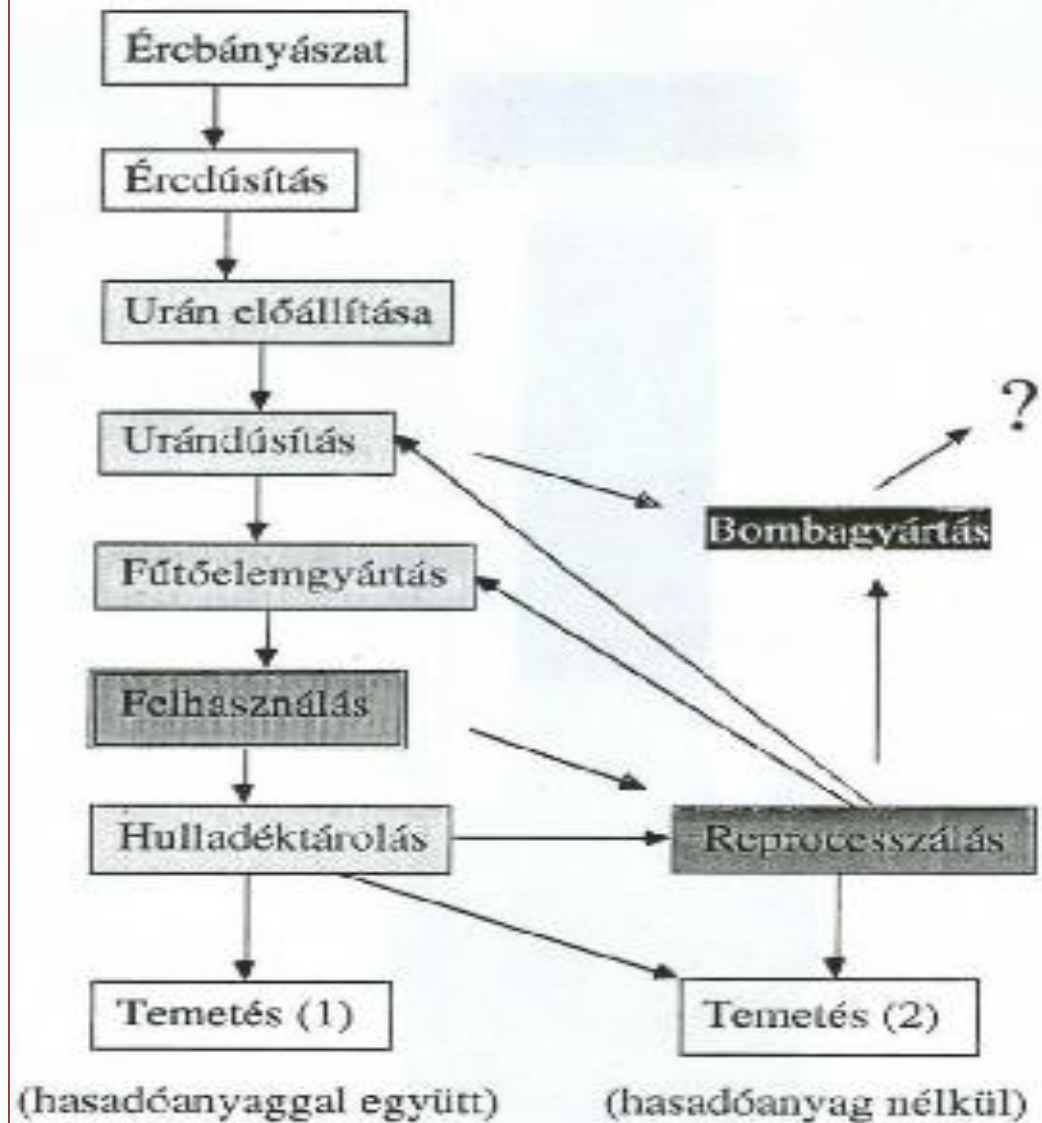 Ércbányászat
Ércdúsítás
Urán előállítása
Urándúsítás
?
Bombagyártás
Fűtőelemgyártás
Felhasználás
Hulladéktárolás
Reprocesszálás
Temetés (1)
Temetés (2)
(hasadóanyaggal együtt)
(hasadóanyag nélkül)